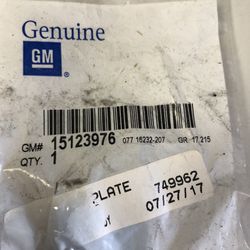 Genuine
GM
GM# 15123976 077 16232-207 GR 17.215
QTY. 1
PLATE 749962
07/27/17